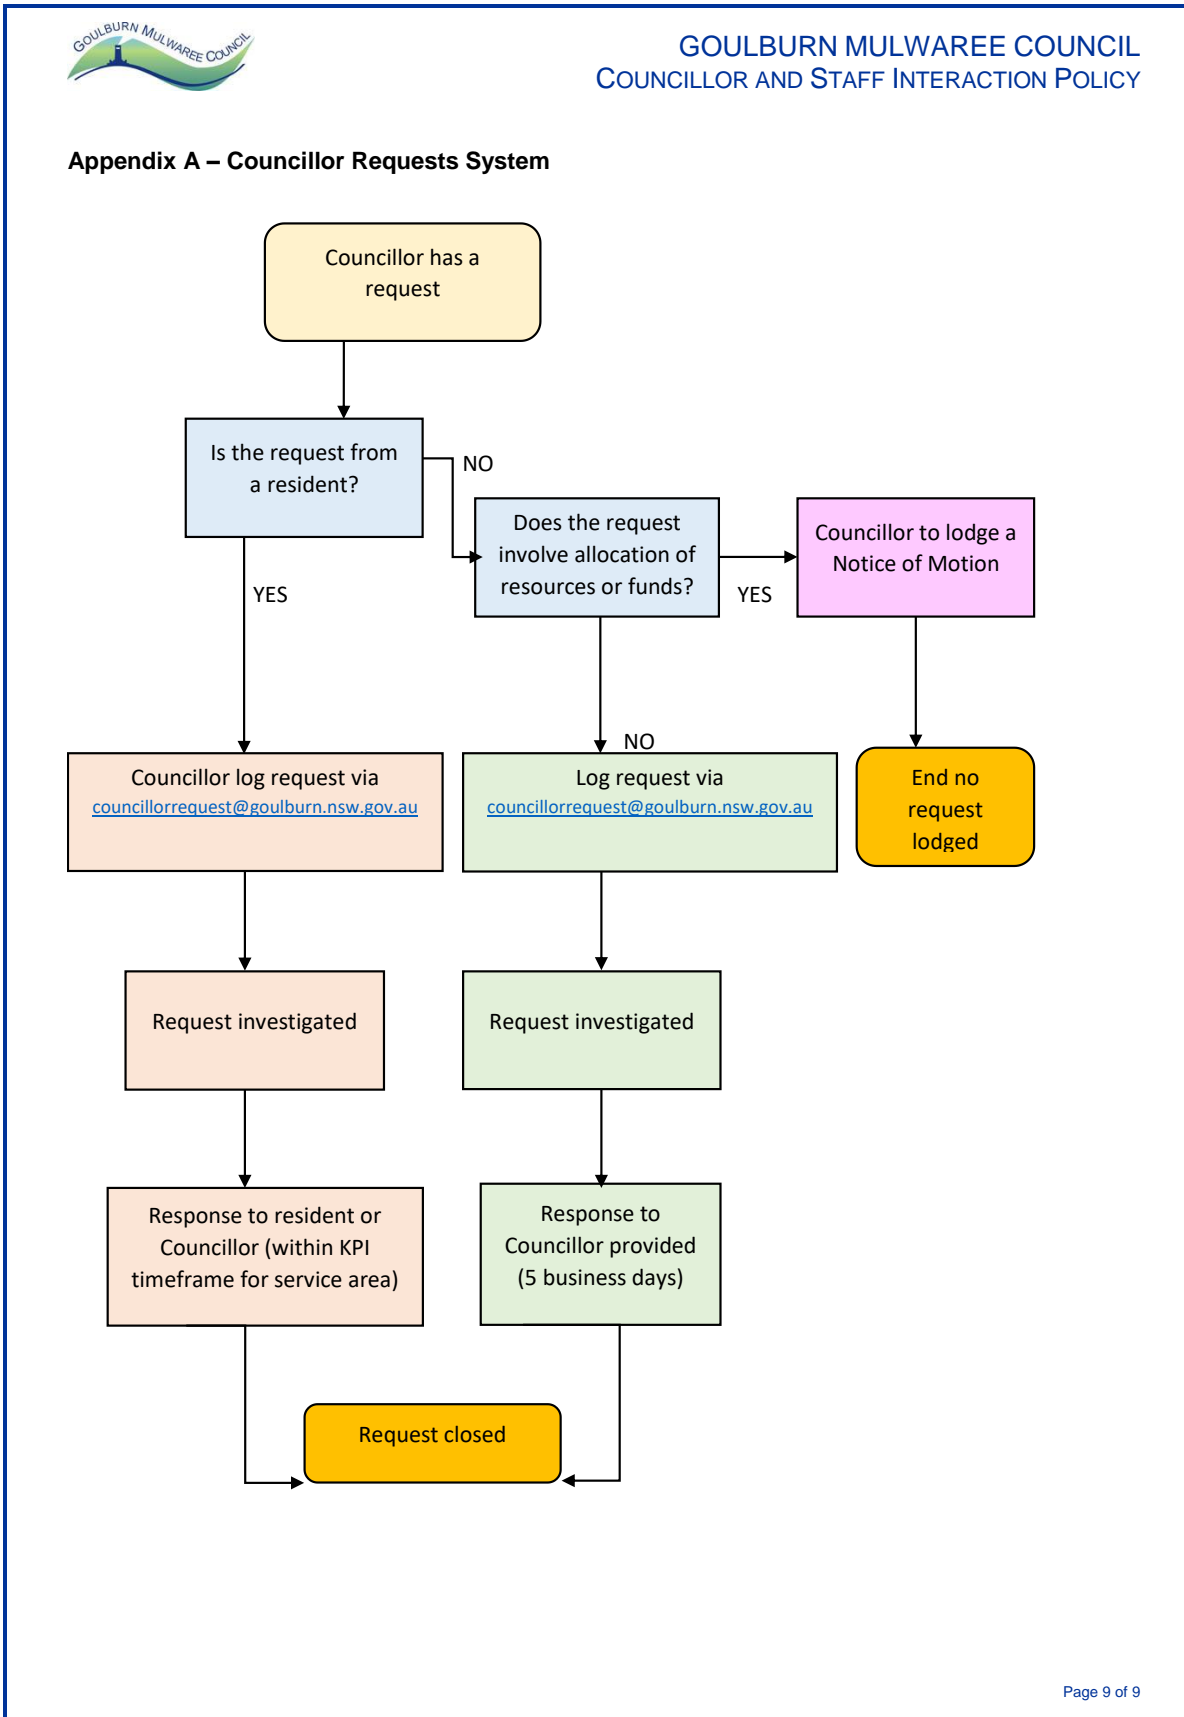 GOULBURN MULWAREE COUNCIL
GOULBURN MULWAREE COUNCIL
COUNCILLOR AND STAFF INTERACTION POLICY
Appendix A – Councillor Requests System
Councillor has a
request
Is the request from
a resident?
NO
Does the request
involve allocation of
resources or funds?
YES
Councillor to lodge a
Notice of Motion
YES
NO
Councillor log request via
councillorrequest@goulburn.nsw.gov.au
Log request via
councillorrequest@goulburn.nsw.gov.au
End no
request
lodged
Request investigated
Request investigated
Response to resident or
Councillor (within KPI
timeframe for service area)
Response to
Councillor provided
(5 business days)
Request closed
Page 9 of 9